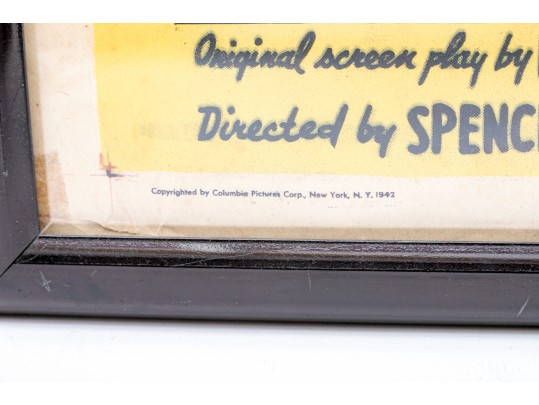 Original screen play by
Directed by SPENC
Copyrighted by Columbia Pictures Corp., New York, N. Y. 1942